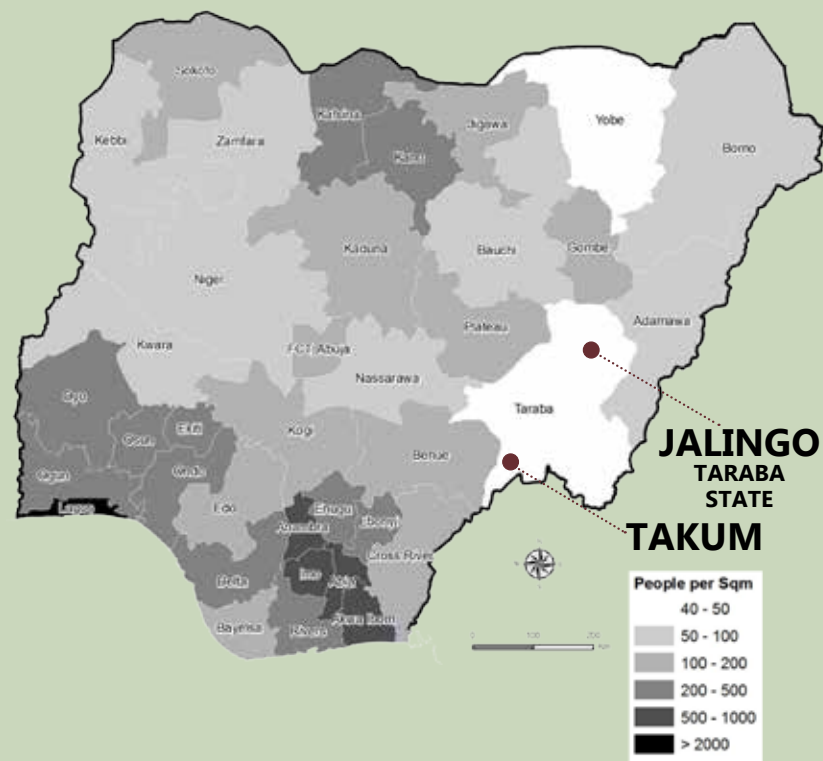 Sokoto
Katsina
Jigawa
Yobe
Borno
Kebbi
Zamfara
Kano
Kaduna
Bauchi
Gombe
Niger
Adamawa
Plateau
Kwara
FCT Abuja
Nassarawa
Taraba
Oyo
Kogi
Benue
Osun
Ekiti
JALINGO
TARABA
STATE
Ogun
Ondo
Edo
Enugu
Ebonyi
Anambra
Lagos
TAKUM
Cross River
Imo
Abia
Delta
Bayelsa
Rivers
Akwa Ibom
People per Sqm
40 - 50
50 - 100
100 - 200
200 - 500
500 - 1000
> 2000